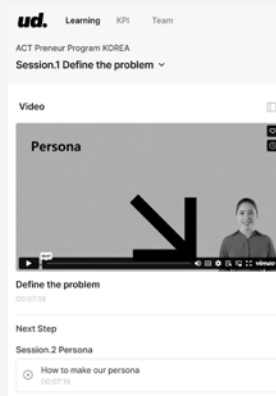 ud. Learning KPI Team
ACT Preneur Program KOREA
Session.1 Define the problem
Video
Persona
vimeo
Define the problem
00:07:19
Next Step
Session.2 Persona
How to make our persona
00:07:19